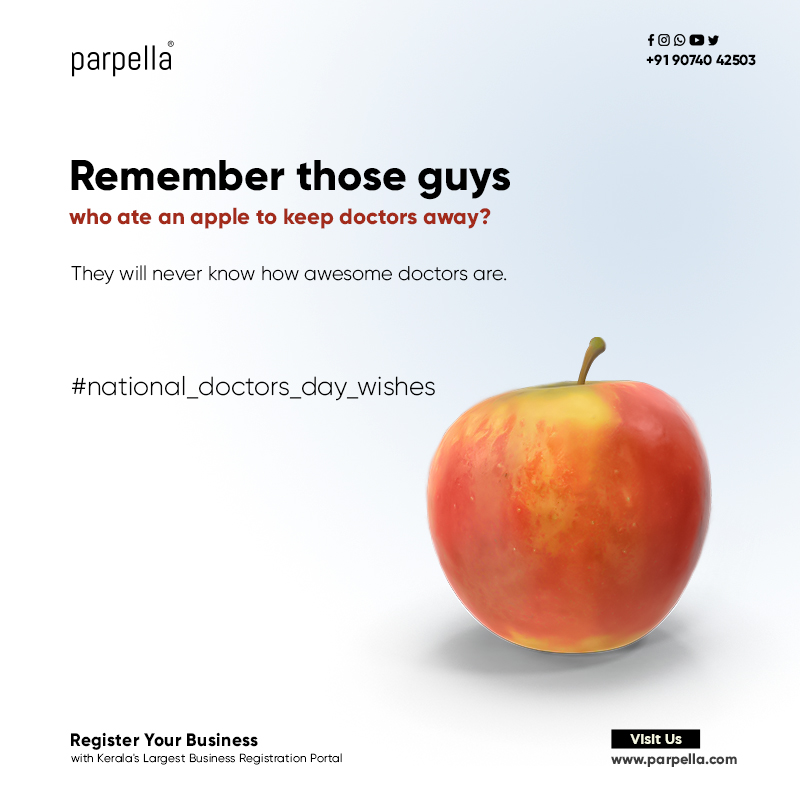 parpella®
+91 90740 42503
Remember those guys
who ate an apple to keep doctors away?
They will never know how awesome doctors are.
#national_doctors_day_wishes
Register Your Business
with Kerala's Largest Business Registration Portal
Visit Us
www.parpella.com